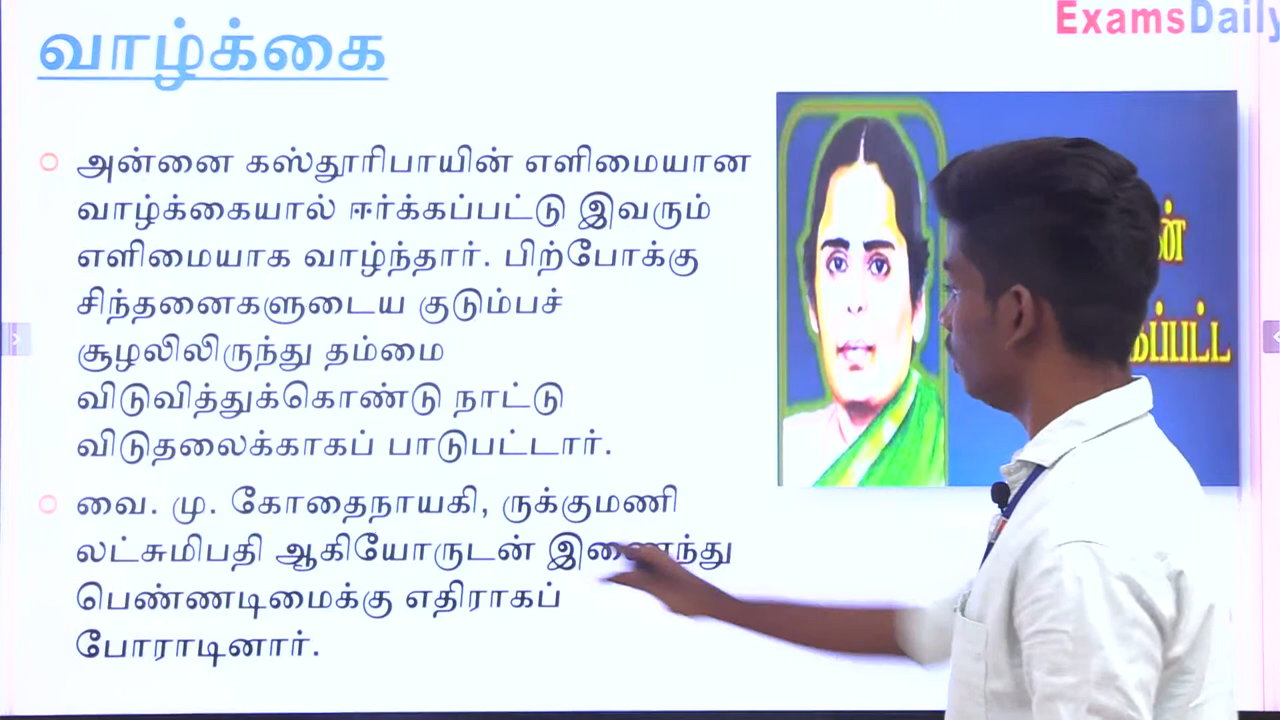 ExamsDaily
வாழ்க்கை
அன்னை கஸ்தூரிபாயின் எளிமையான
வாழ்க்கையால் ஈர்க்கப்பட்டு இவரும்
எளிமையாக வாழ்ந்தார். பிற்போக்கு
சிந்தனைகளுடைய குடும்பச்
சூழலிலிருந்து தம்மை
விடுவித்துக்கொண்டு நாட்டு
விடுதலைக்காகப் பாடுபட்டார்.
வை. மு. கோதைநாயகி, ருக்குமணி
லட்சுமிபதி ஆகியோருடன் இணைந்து
பெண்ணடிமைக்கு எதிராகப்
போராடினார்.